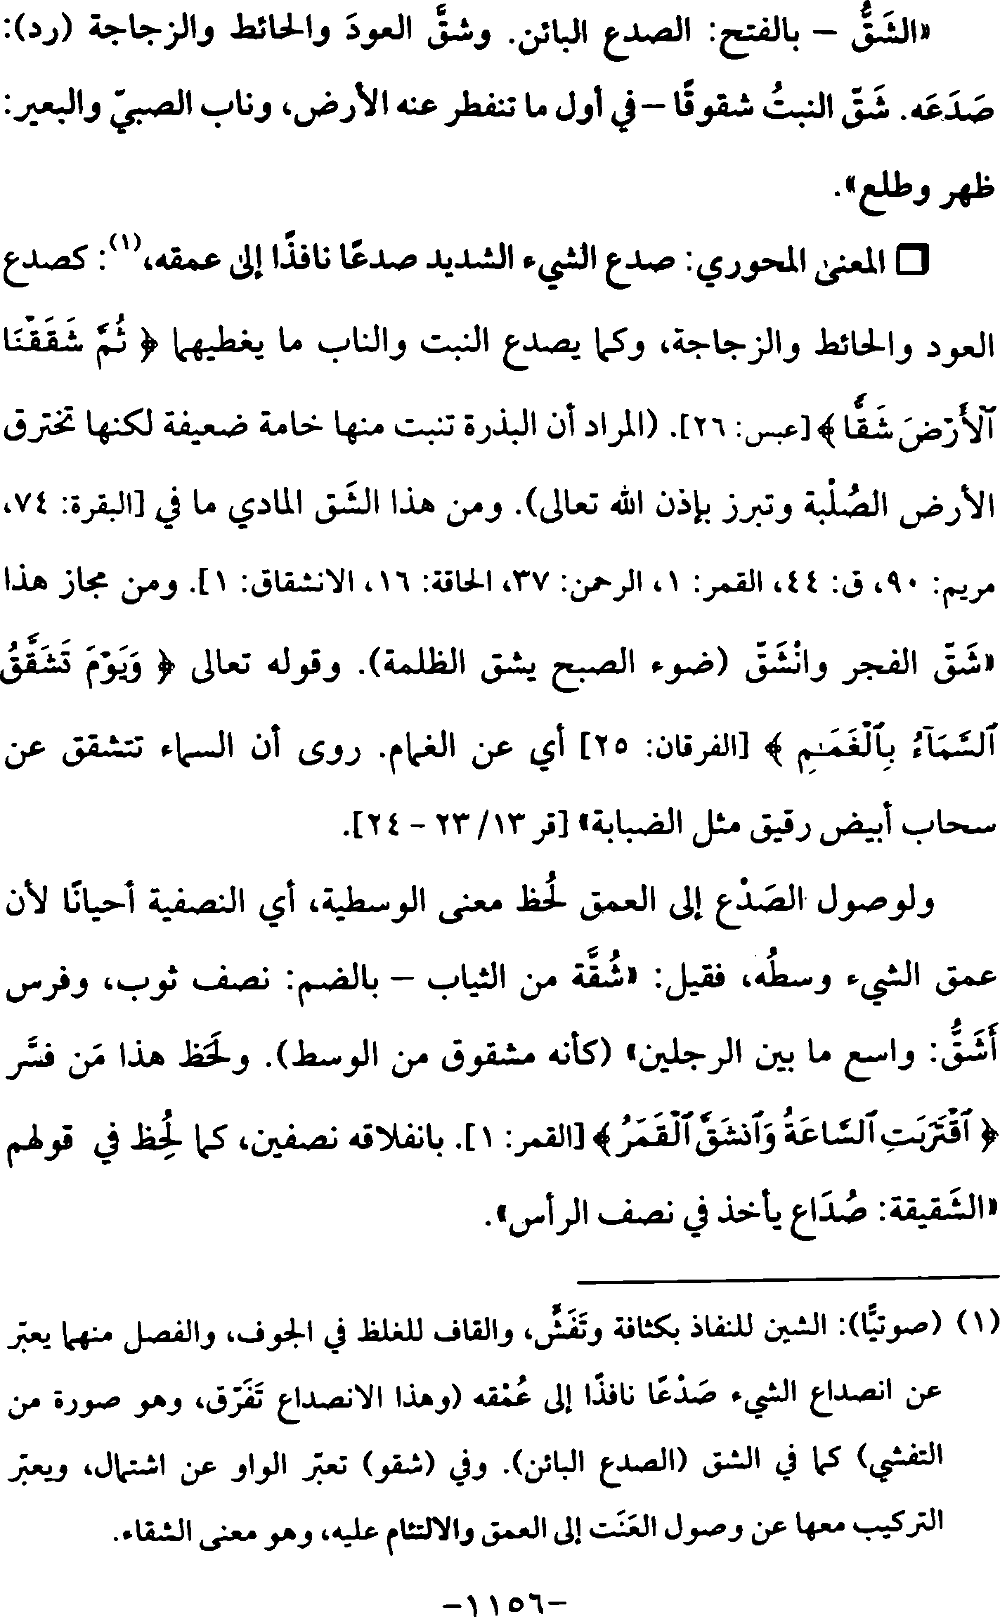 «الشَقُّ – بالفتح: الصدع البائن. وشقَّ العودَ والحائط والزجاجة (رد):
صَدَعَه. شَقّ النبتُ شقوقًا – في أول ما تنفطر عنه الأرض، وناب الصبيّ والبعير:
ظهر وطلع».
❑ المعنى المحوري: صدع الشيء الشديد صدعًا نافذًا إلى عمقه،(١): كصدع
العود والحائط والزجاجة، وكما يصدع النبت والناب ما يغطيهما ﴿ ثُمَّ شَقَقْنَا
ٱلْأَرْضَ شَقًّا ﴾ [عبس: ٢٦]. (المراد أن البذرة تنبت منها خامة ضعيفة لكنها تخترق
الأرض الصُلْبة وتبرز بإذن الله تعالى). ومن هذا الشَق المادي ما في [البقرة: ٧٤،
مريم: ٩٠، ق: ٤٤، القمر: ١، الرحمن: ٣٧، الحاقة: ١٦، الانشقاق: ١]. ومن مجاز هذا
«شَقّ الفجر وانْشَقّ (ضوء الصبح يشق الظلمة). وقوله تعالى ﴿ وَيَوْمَ تَشَقَّقُ
ٱلسَّمَآءُ بِٱلْغَمَـٰمِ ﴾ [الفرقان: ٢٥] أي عن الغمام. روى أن السماء تتشقق عن
سحاب أبيض رقيق مثل الضبابة» [قر ١٣/ ٢٣ – ٢٤].
ولوصول الصَدْع إلى العمق لُحظ معنى الوسطية، أي النصفية أحيانًا لأن
عمق الشيء وسطُه، فقيل: «شُقَّة من الثياب – بالضم: نصف ثوب، وفرس
أَشَقُّ: واسع ما بين الرجلين» (كأنه مشقوق من الوسط). ولَحَظ هذا مَن فسَّر
﴿ ٱقْتَرَبَتِ ٱلسَّاعَةُ وَٱنشَقَّ ٱلْقَمَرُ ﴾ [القمر: ١]. بانفلاقه نصفين، كما لُحِظ في قولهم
«الشَقيقة: صُدَاع يأخذ في نصف الرأس».
(١) (صوتيًّا): الشين للنفاذ بكثافة وتَفَشٍّ، والقاف للغلظ في الجوف، والفصل منهما يعبّر
عن انصداع الشيء صَدْعًا نافذًا إلى عُمْقه (وهذا الانصداع تَفَرّق، وهو صورة من
التفشي) كما في الشق (الصدع البائن). وفي (شقو) تعبّر الواو عن اشتمال، ويعبّر
التركيب معها عن وصول العَنَت إلى العمق والالتئام عليه، وهو معنى الشقاء.
-١١٥٦-